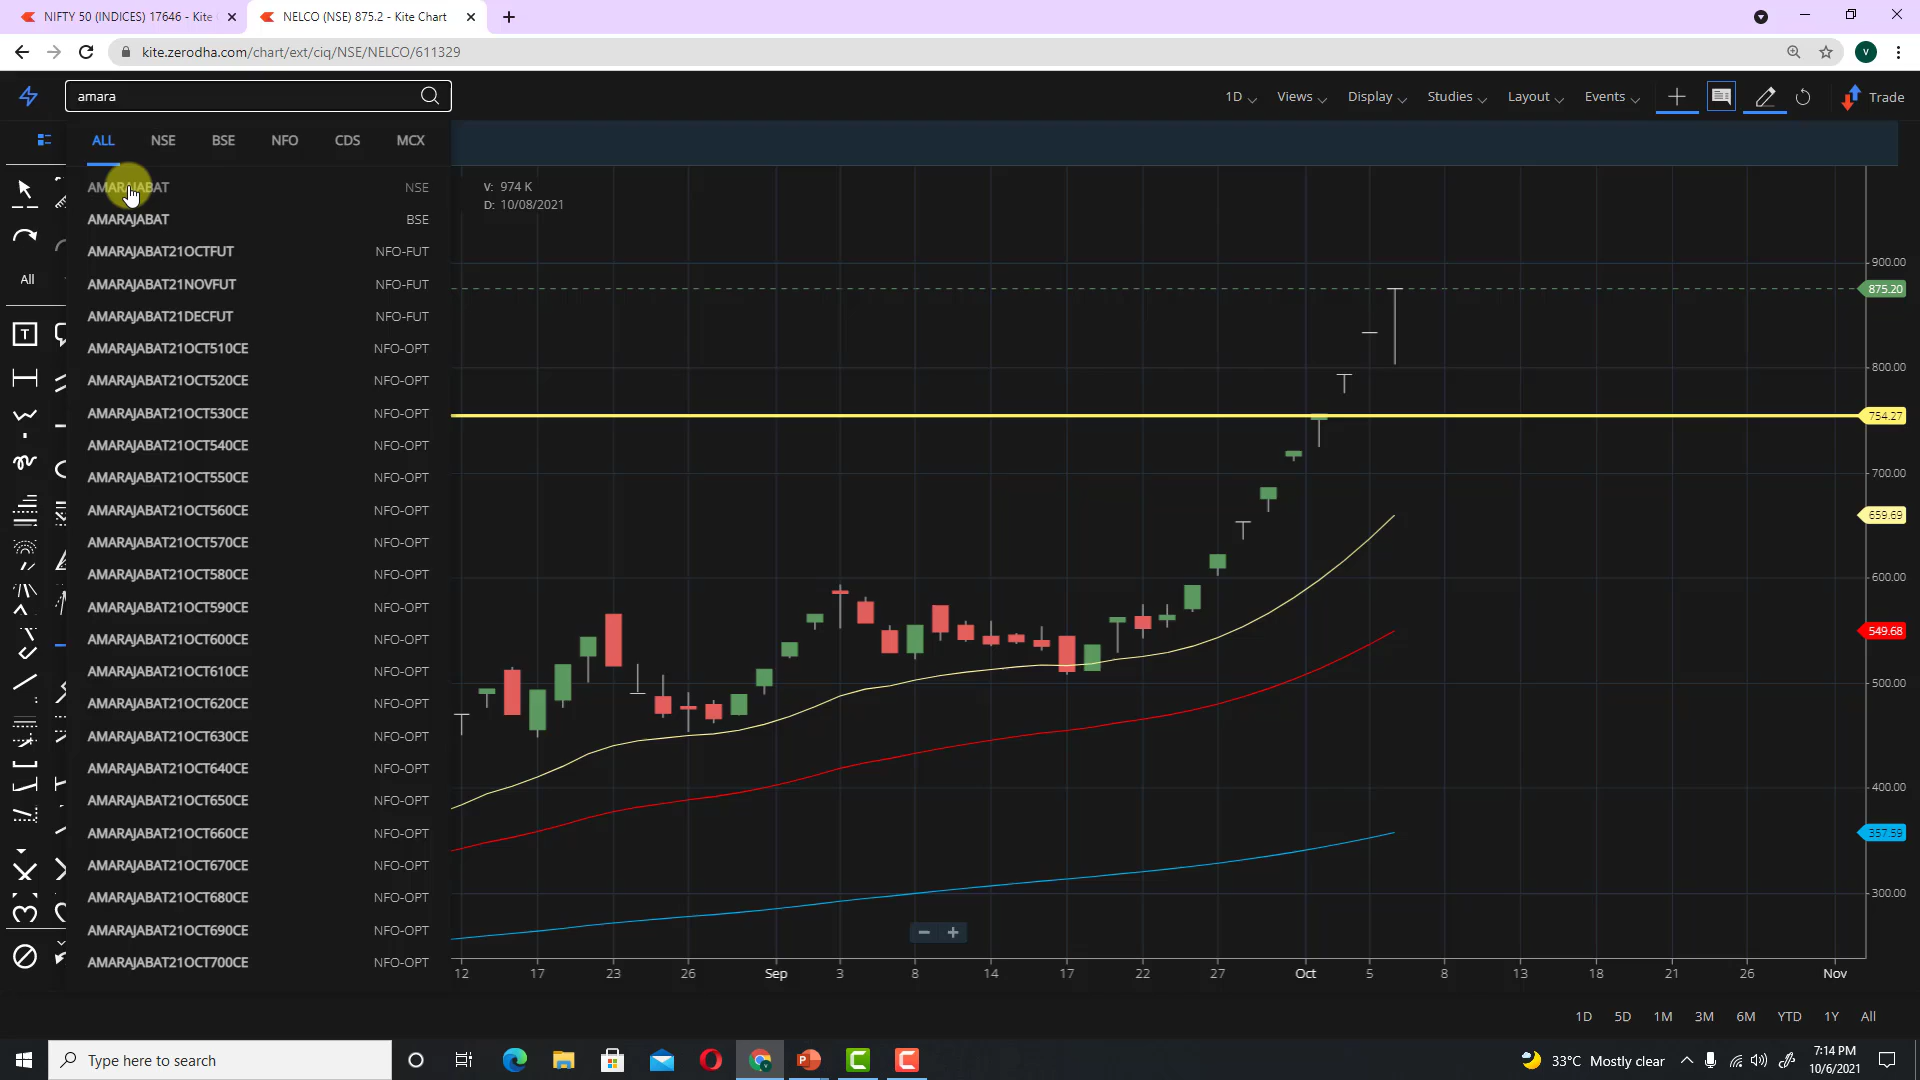 NIFTY 50 (INDICES) 17646 - Kite
NELCO (NSE) 875.2 - Kite Chart
kite.zerodha.com/chart/ext/ciq/NSE/NELCO/611329
V
amara
1D
Views
Display
Studies
Layout
Events
Trade
ALL
NSE
BSE
NFO
CDS
MCX
AMARAJABAT NSE
AMARAJABAT BSE
AMARAJABAT21OCTFUT NFO-FUT
AMARAJABAT21NOVFUT NFO-FUT
AMARAJABAT21DECFUT NFO-FUT
AMARAJABAT21OCT510CE NFO-OPT
AMARAJABAT21OCT520CE NFO-OPT
AMARAJABAT21OCT530CE NFO-OPT
AMARAJABAT21OCT540CE NFO-OPT
AMARAJABAT21OCT550CE NFO-OPT
AMARAJABAT21OCT560CE NFO-OPT
AMARAJABAT21OCT570CE NFO-OPT
AMARAJABAT21OCT580CE NFO-OPT
AMARAJABAT21OCT590CE NFO-OPT
AMARAJABAT21OCT600CE NFO-OPT
AMARAJABAT21OCT610CE NFO-OPT
AMARAJABAT21OCT620CE NFO-OPT
AMARAJABAT21OCT630CE NFO-OPT
AMARAJABAT21OCT640CE NFO-OPT
AMARAJABAT21OCT650CE NFO-OPT
AMARAJABAT21OCT660CE NFO-OPT
AMARAJABAT21OCT670CE NFO-OPT
AMARAJABAT21OCT680CE NFO-OPT
AMARAJABAT21OCT690CE NFO-OPT
AMARAJABAT21OCT700CE NFO-OPT
All
T
V: 974 K
D: 10/08/2021
900.00
875.20
800.00
754.27
700.00
659.69
600.00
549.68
500.00
400.00
357.59
300.00
12 17 23 26 Sep 3 8 14 17 22 27 Oct 5 8 13 18 21 26 Nov
1D 5D 1M 3M 6M YTD 1Y All
Type here to search
33°C Mostly clear
7:14 PM
10/6/2021